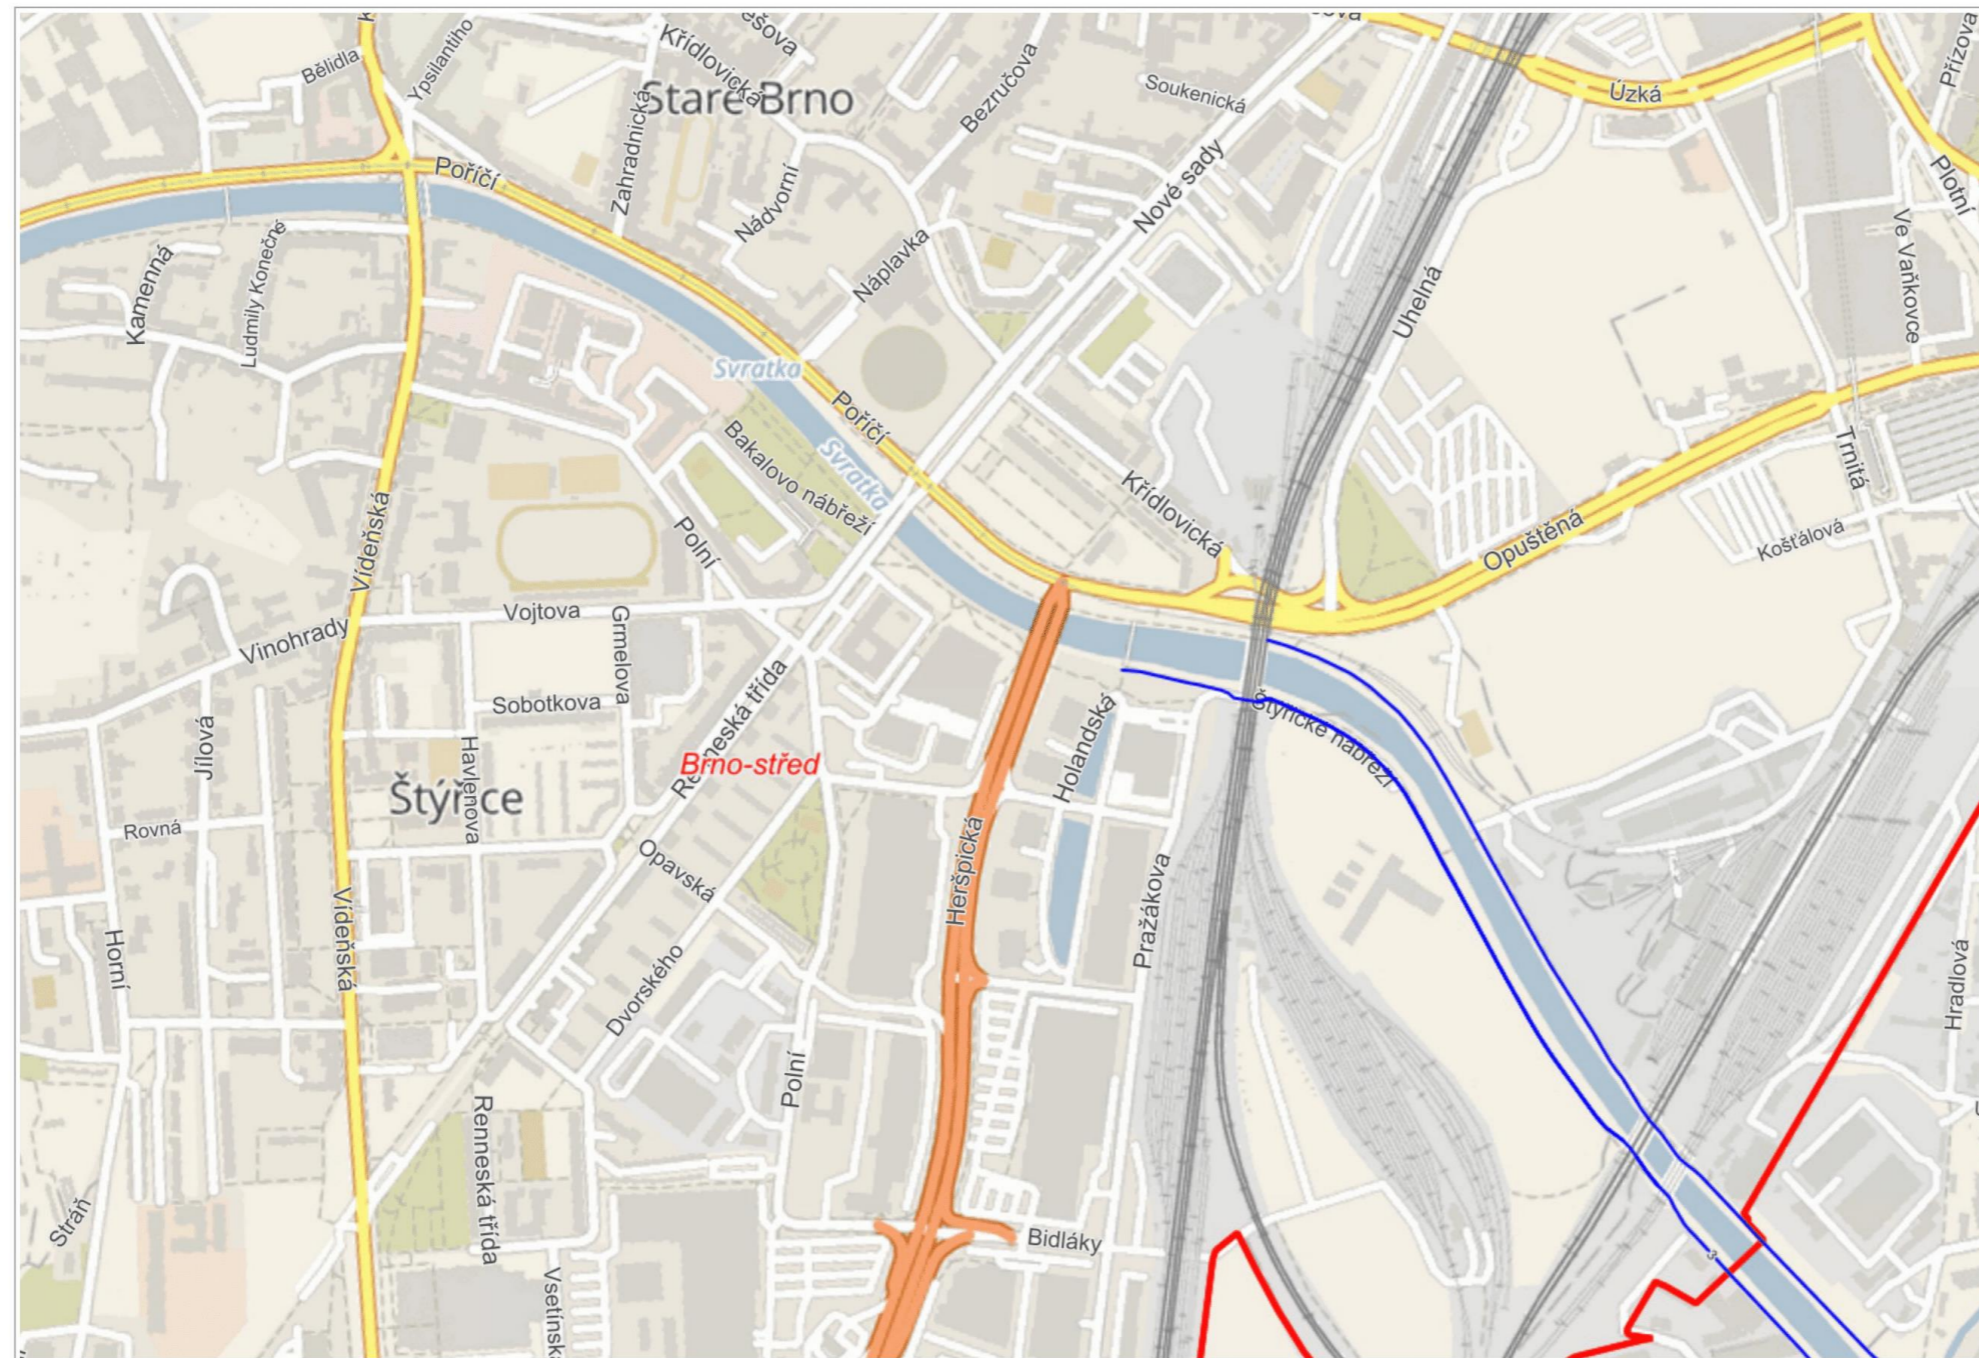 Křídlovická
Bělidla
Ypsilantiho
Staré Brno
Bezručova
Soukenická
Úzká
Přízova
Poříčí
Zahradnická
Nádvorní
Nové sady
Plotní
Kamenná
Ludmily Konečné
Náplavka
Uhelná
Ve Vaňkovce
Svratka
Poříčí
Svratka
Bakalovo nábřeží
Křídlovická
Trnitá
Vídeňská
Polní
Opuštěná
Košťálová
Vinohrady
Vojtova
Grmelova
Sobotkova
Renneská třída
Holandská
Štýřické nábřeží
Jílová
Havlenova
Brno-střed
Štýřice
Rovná
Opavská
Heršpická
Pražákova
Vídeňská
Horní
Dvorského
Hradlová
Polní
Renneská třída
Stráň
Bidláky
3